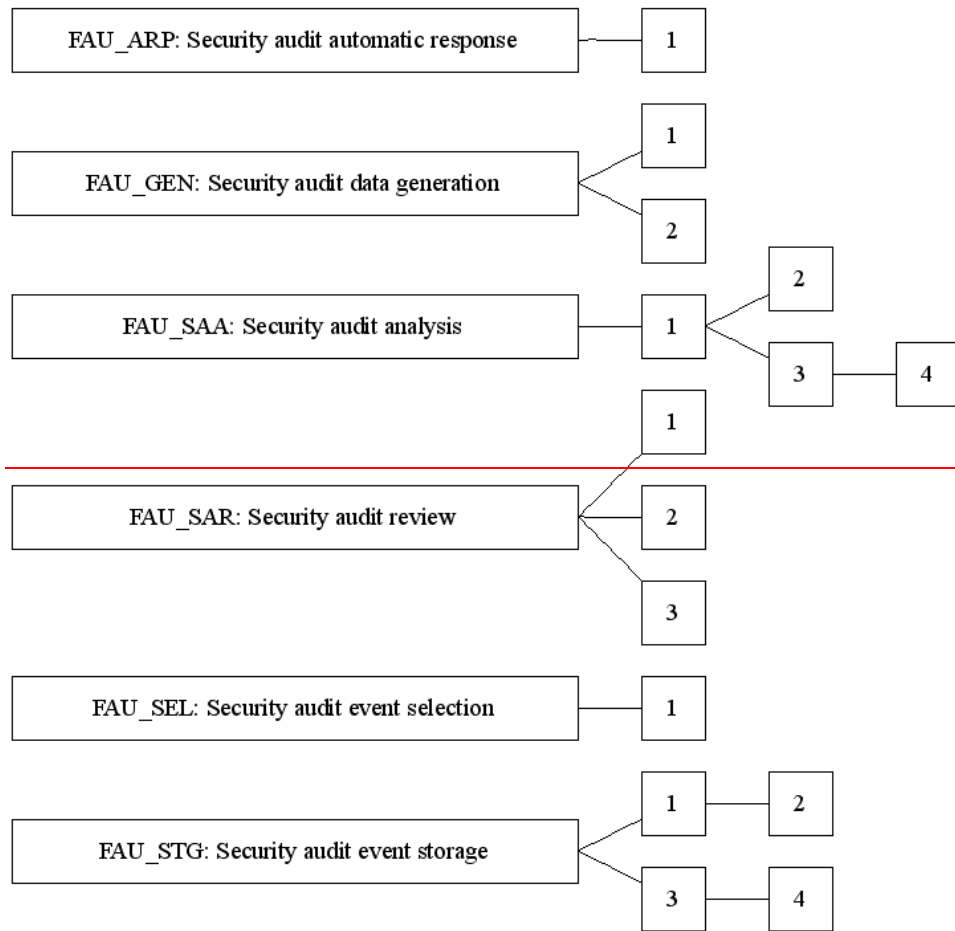 FAU_ARP: Security audit automatic response 1
1
FAU_GEN: Security audit data generation
2
2
FAU_SAA: Security audit analysis 1
3 4
1
FAU_SAR: Security audit review 2
3
FAU_SEL: Security audit event selection 1
1 2
FAU_STG: Security audit event storage
3 4